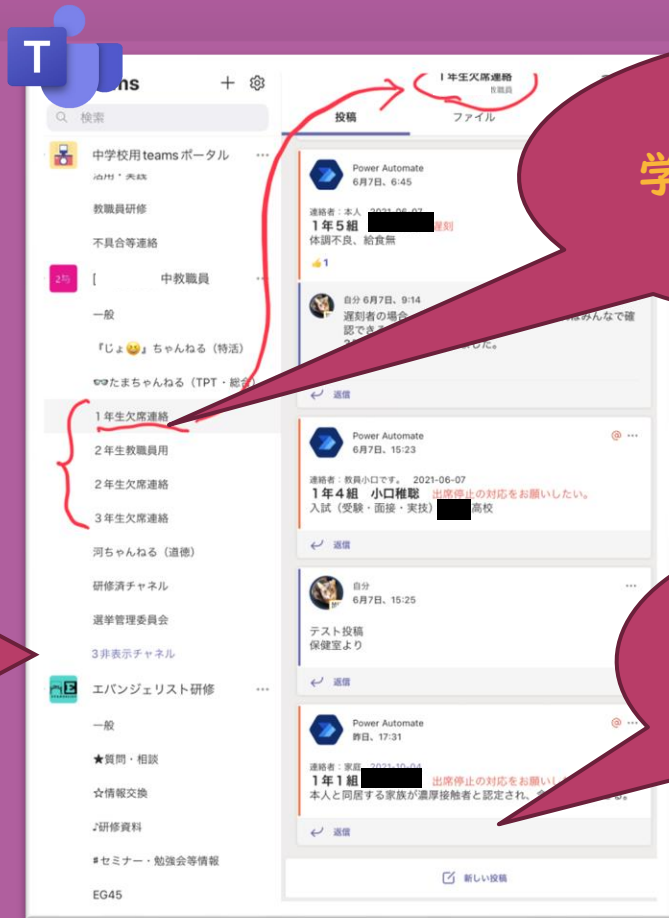 T
ms
検索
中学校用teamsポータル
活用・実践
教職員研修
不具合等連絡
2与
[ 中教職員
一般
『じょ😀』ちゃんねる（特活）
👓たまちゃんねる（TPT・総合）
1年生欠席連絡
2年生教職員用
2年生欠席連絡
3年生欠席連絡
河ちゃんねる（道徳）
研修済チャネル
選挙管理委員会
3非表示チャネル
E
エバンジェリスト研修
一般
★質問・相談
☆情報交換
♪研修資料
♯セミナー・勉強会等情報
EG45
1年生欠席連絡
教職員
投稿
ファイル
学
Power Automate
6月7日、6:45
連絡者：本人 2021-06-07
1年5組 遅刻
体調不良、給食無
👍1
自分 6月7日、9:14
遅刻者の場合
はみんなで確
認でき
した。
返信
Power Automate
6月7日、15:23
連絡者：教員小口です。 2021-06-07
1年4組 小口稚聡 出席停止の対応をお願いしたい。
入試（受験・面接・実技） 高校
返信
自分
6月7日、15:25
テスト投稿
保健室より
返信
Power Automate
昨日、17:31
連絡者：家庭 2021-10-04
1年1組 出席停止の対応をお願いし
本人と同居する家族が濃厚接触者と認定され、
る。
返信
新しい投稿